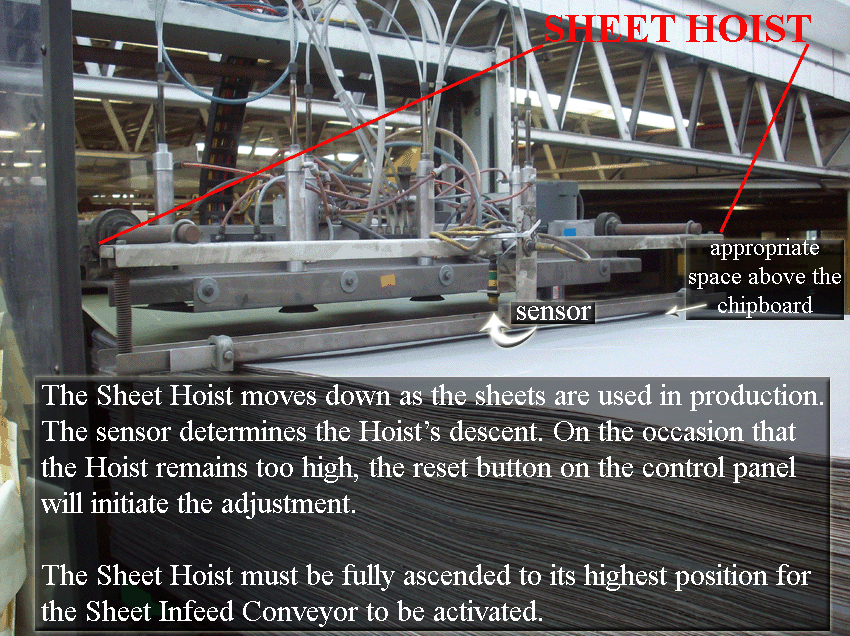 SHEET HOIST
appropriate
space above the
chipboard
sensor
The Sheet Hoist moves down as the sheets are used in production.
The sensor determines the Hoist's descent. On the occasion that
the Hoist remains too high, the reset button on the control panel
will initiate the adjustment.
The Sheet Hoist must be fully ascended to its highest position for
the Sheet Infeed Conveyor to be activated.